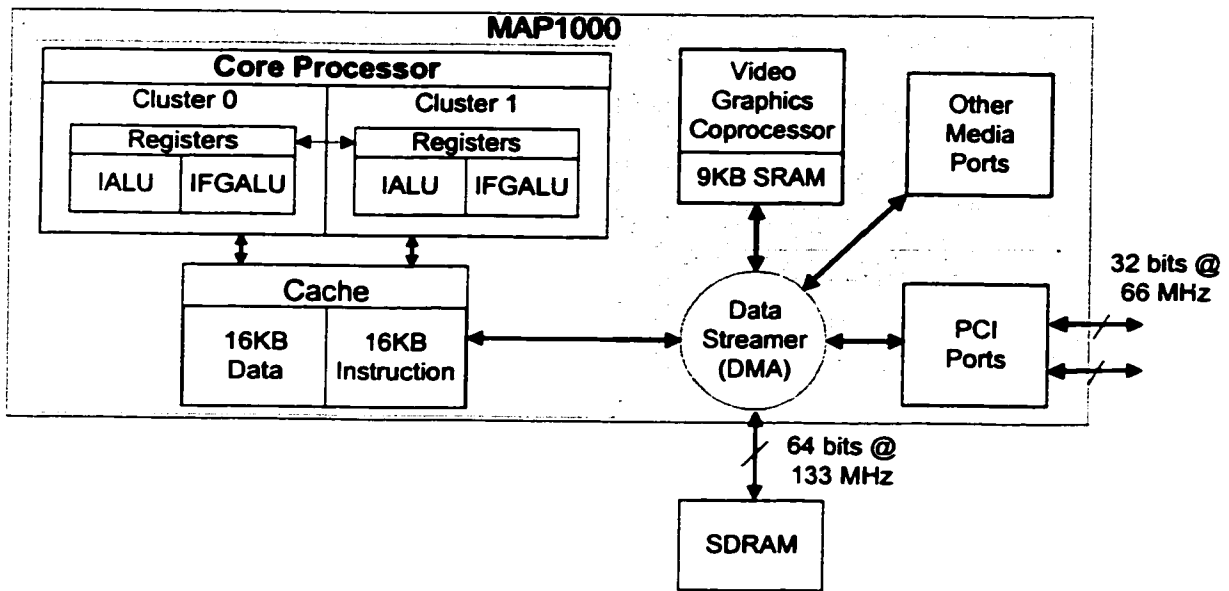 MAP1000
Core Processor
Cluster 0
Cluster 1
Registers
Registers
IALU
IFGALU
IALU
IFGALU
Cache
16KB
Data
16KB
Instruction
Video
Graphics
Coprocessor
9KB SRAM
Other
Media
Ports
Data
Streamer
(DMA)
PCI
Ports
32 bits @
66 MHz
64 bits @
133 MHz
SDRAM